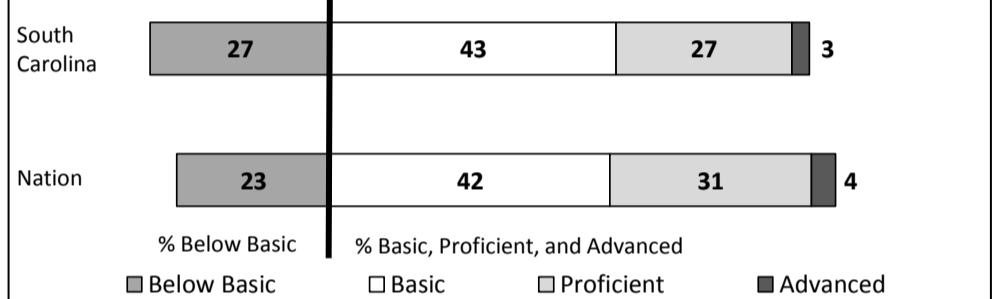 South
Carolina
27 43 27 3
Nation
23 42 31 4
% Below Basic % Basic, Proficient, and Advanced
Below Basic Basic Proficient Advanced